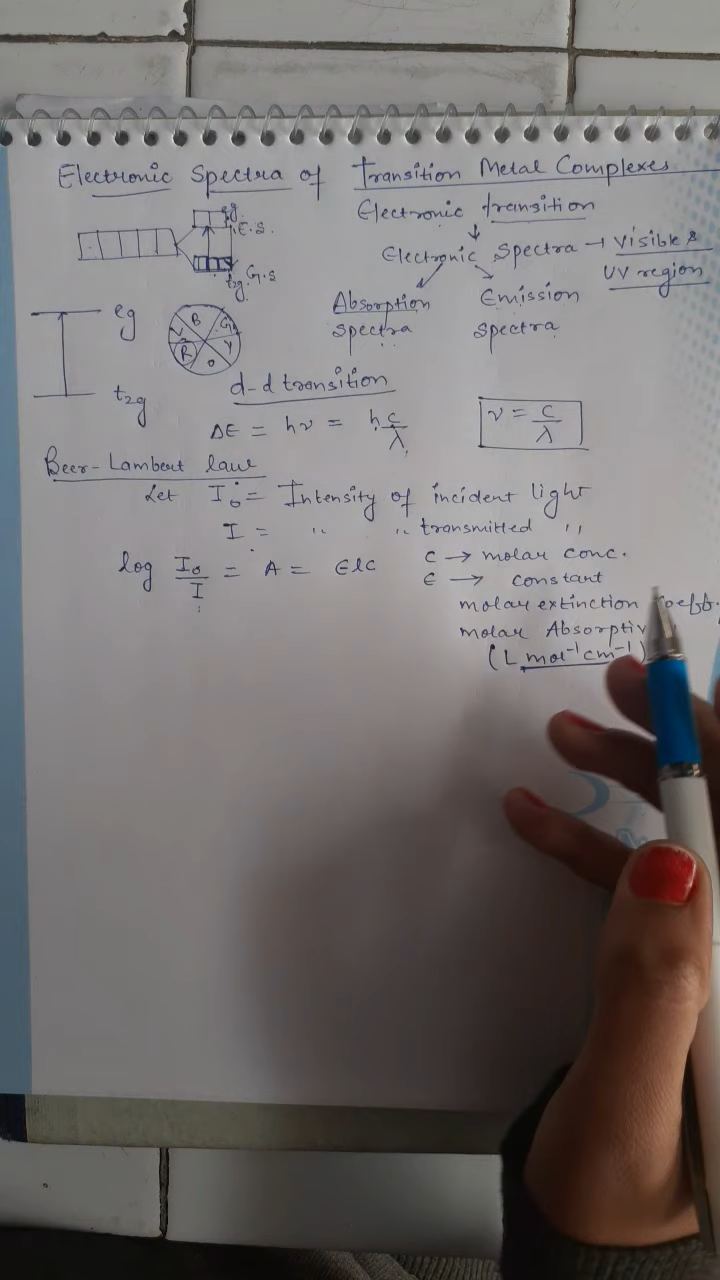 Electronic Spectra of Transition Metal Complexes
eg.
E.S.
t2g. G.S
Electronic transition
↓
Electronic Spectra → Visible &
UV region
Absorption Emission
Spectra Spectra
eg
t2g
B G
V Y
R O
d-d transition
ΔE = hν = h c/λ
ν = c/λ
Beer-Lambert law
Let I₀ = Intensity of incident light
I = " " transmitted "
log I₀/I = A = ϵlc
C → molar conc.
ϵ → constant
molar extinction coefft.
molar Absorptiv
(L mol⁻¹ cm⁻¹)